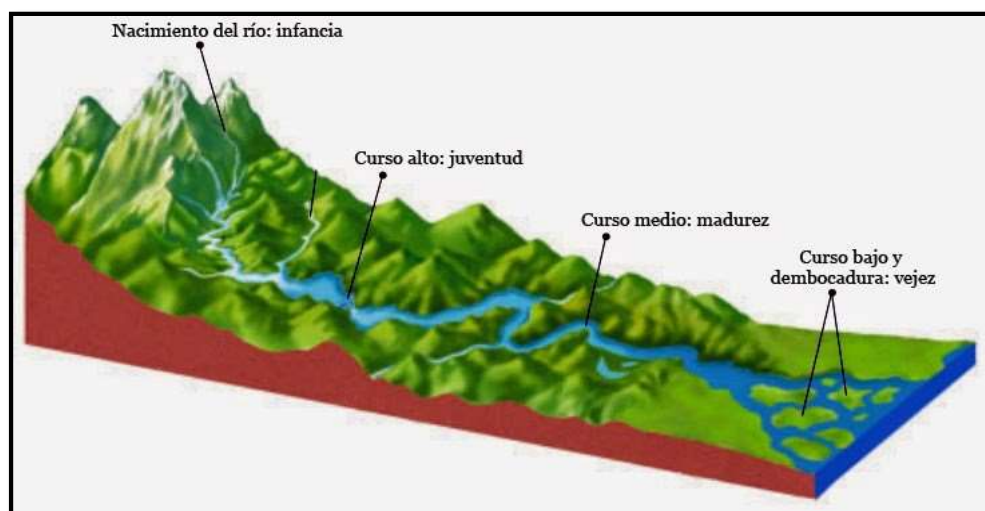 Nacimiento del río: infancia
Curso alto: juventud
Curso medio: madurez
Curso bajo y
dembocadura: vejez